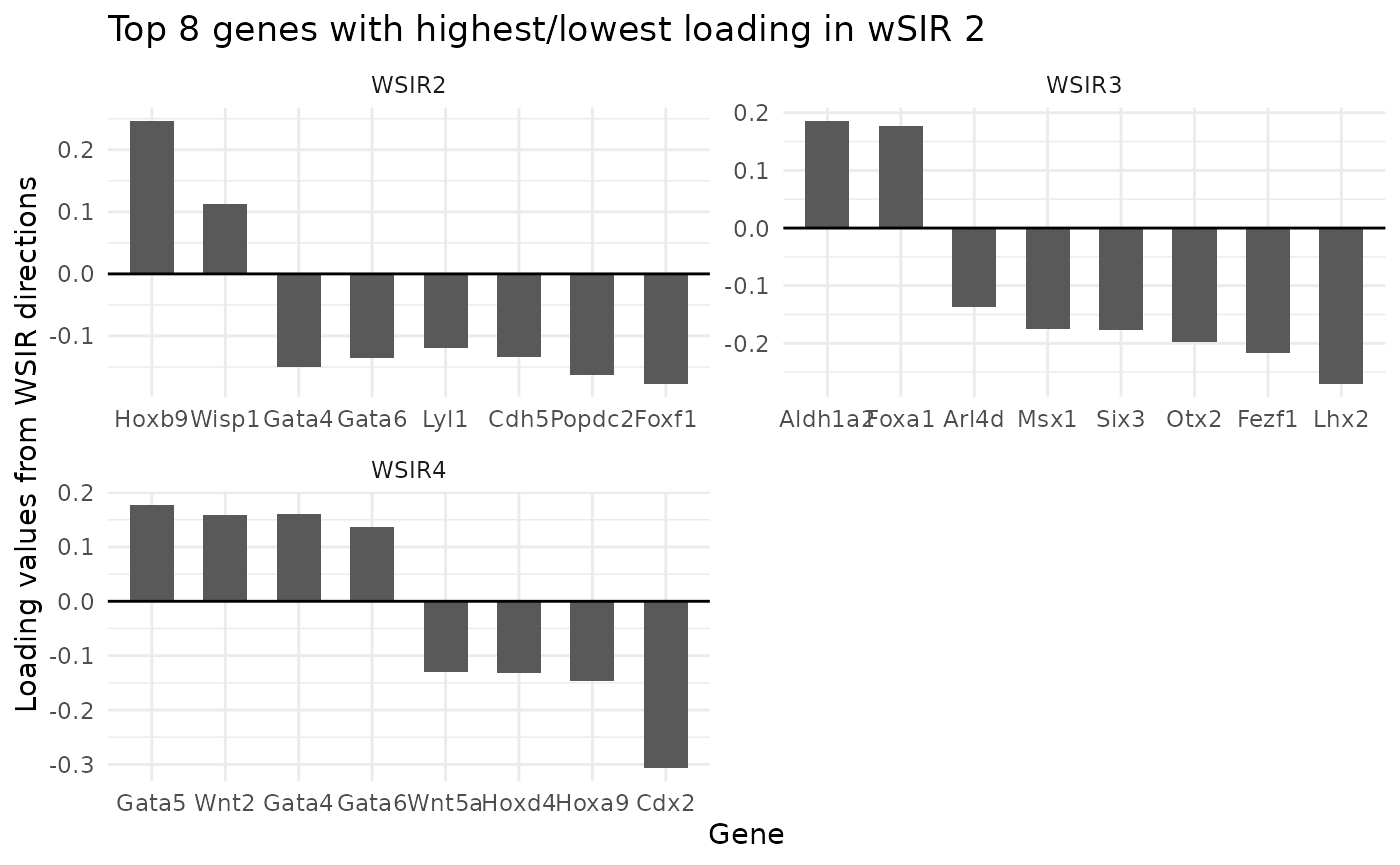 Top 8 genes with highest/lowest loading in wSIR 2
Loading values from WSIR directions
WSIR2
0.2
0.1
0.0
-0.1
Hoxb9 Wisp1 Gata4 Gata6 Lyl1 Cdh5 Popdc2 Foxf1
WSIR3
0.2
0.1
0.0
-0.1
-0.2
Aldh1a2 Foxa1 Arl4d Msx1 Six3 Otx2 Fezf1 Lhx2
WSIR4
0.2
0.1
0.0
-0.1
-0.2
-0.3
Gata5 Wnt2 Gata4 Gata6 Wnt5a Hoxd4 Hoxa9 Cdx2
Gene